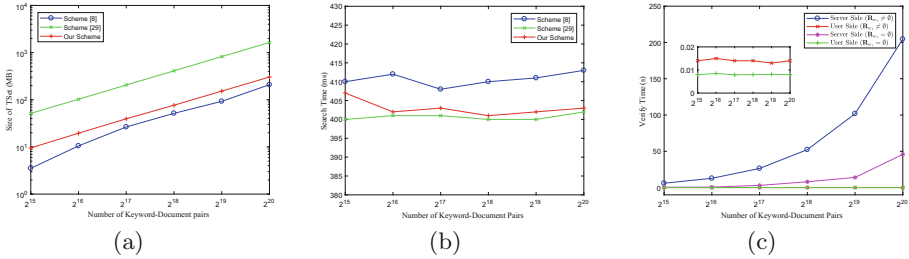 Scheme [8]
Scheme [29]
Our Scheme
10^4
10^3
10^2
10^1
10^0
Size of TSet (MB)
2^15 2^16 2^17 2^18 2^19 2^20
Number of Keyword-Document pairs
(a)
Scheme [8]
Scheme [29]
Our Scheme
430
425
420
415
410
405
400
395
390
385
380
Search Time (ms)
2^15 2^16 2^17 2^18 2^19 2^20
Number of Keyword-Document Pairs
(b)
Server Side (R_{w_1} ≠ ∅)
User Side (R_{w_1} ≠ ∅)
Server Side (R_{w_1} = ∅)
User Side (R_{w_1} = ∅)
250
200
150
100
50
0
Verify Time(s)
0.02
0.01
0
2^15 2^16 2^17 2^18 2^19 2^20
2^15 2^16 2^17 2^18 2^19 2^20
Number of Keyword-Document Pairs
(c)